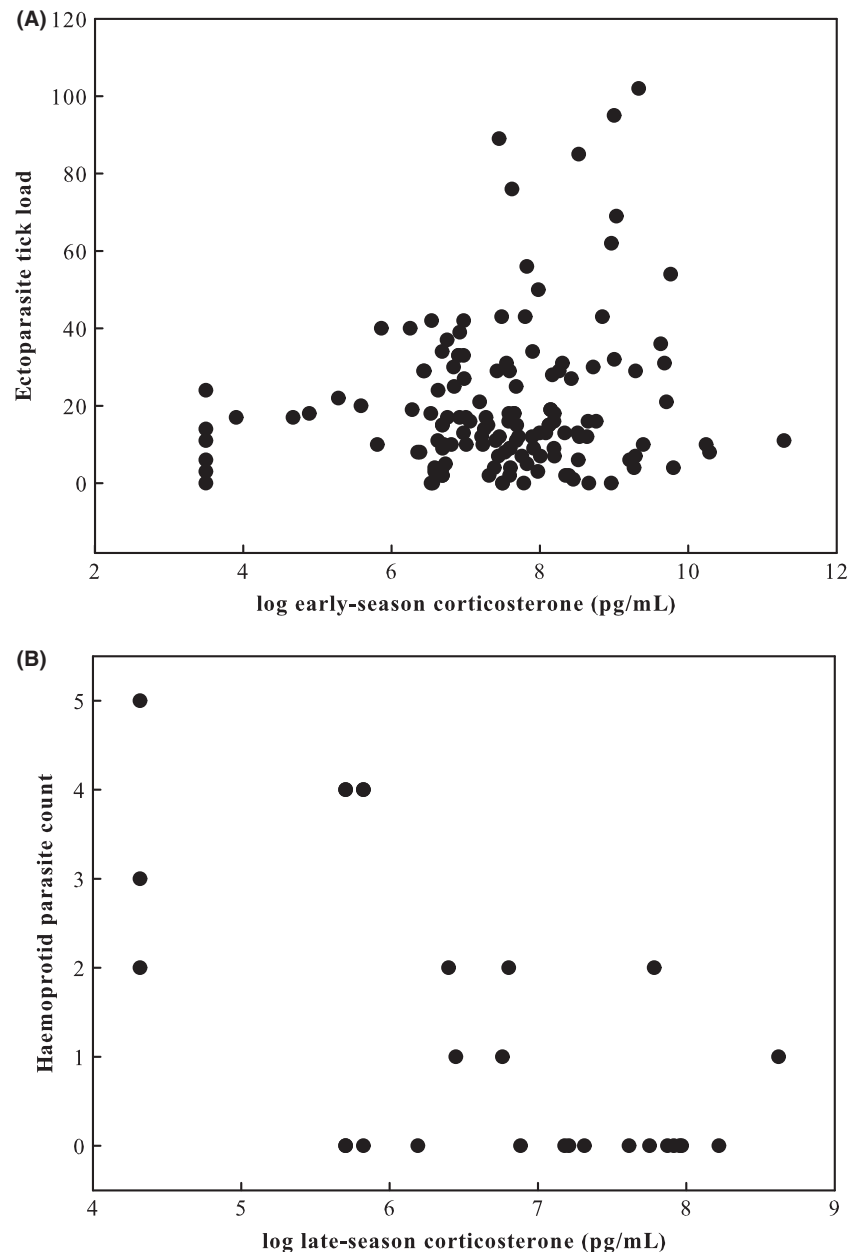 (A)
120
100
80
60
40
20
0
Ectoparasite tick load
2 4 6 8 10 12
log early-season corticosterone (pg/mL)
(B)
5
4
3
2
1
0
Haemoprotid parasite count
4 5 6 7 8 9
log late-season corticosterone (pg/mL)